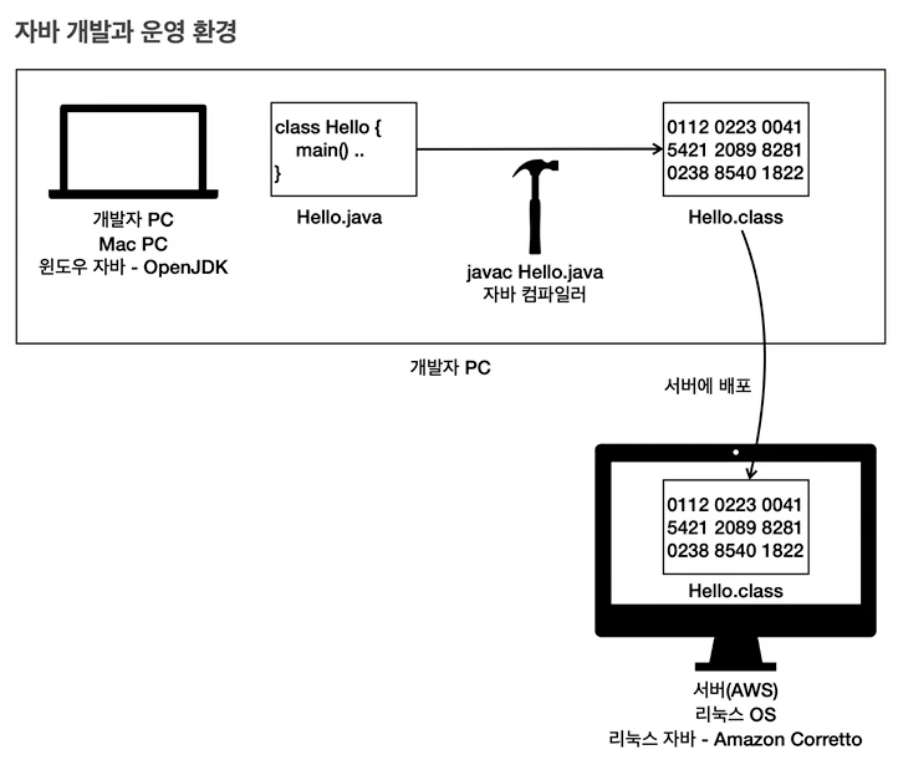 자바 개발과 운영 환경
class Hello {
main() ..
}
Hello.java
0112 0223 0041
5421 2089 8281
0238 8540 1822
Hello.class
개발자 PC
Mac PC
윈도우 자바 - OpenJDK
javac Hello.java
자바 컴파일러
개발자 PC
서버에 배포
0112 0223 0041
5421 2089 8281
0238 8540 1822
Hello.class
서버(AWS)
리눅스 OS
리눅스 자바 - Amazon Corretto